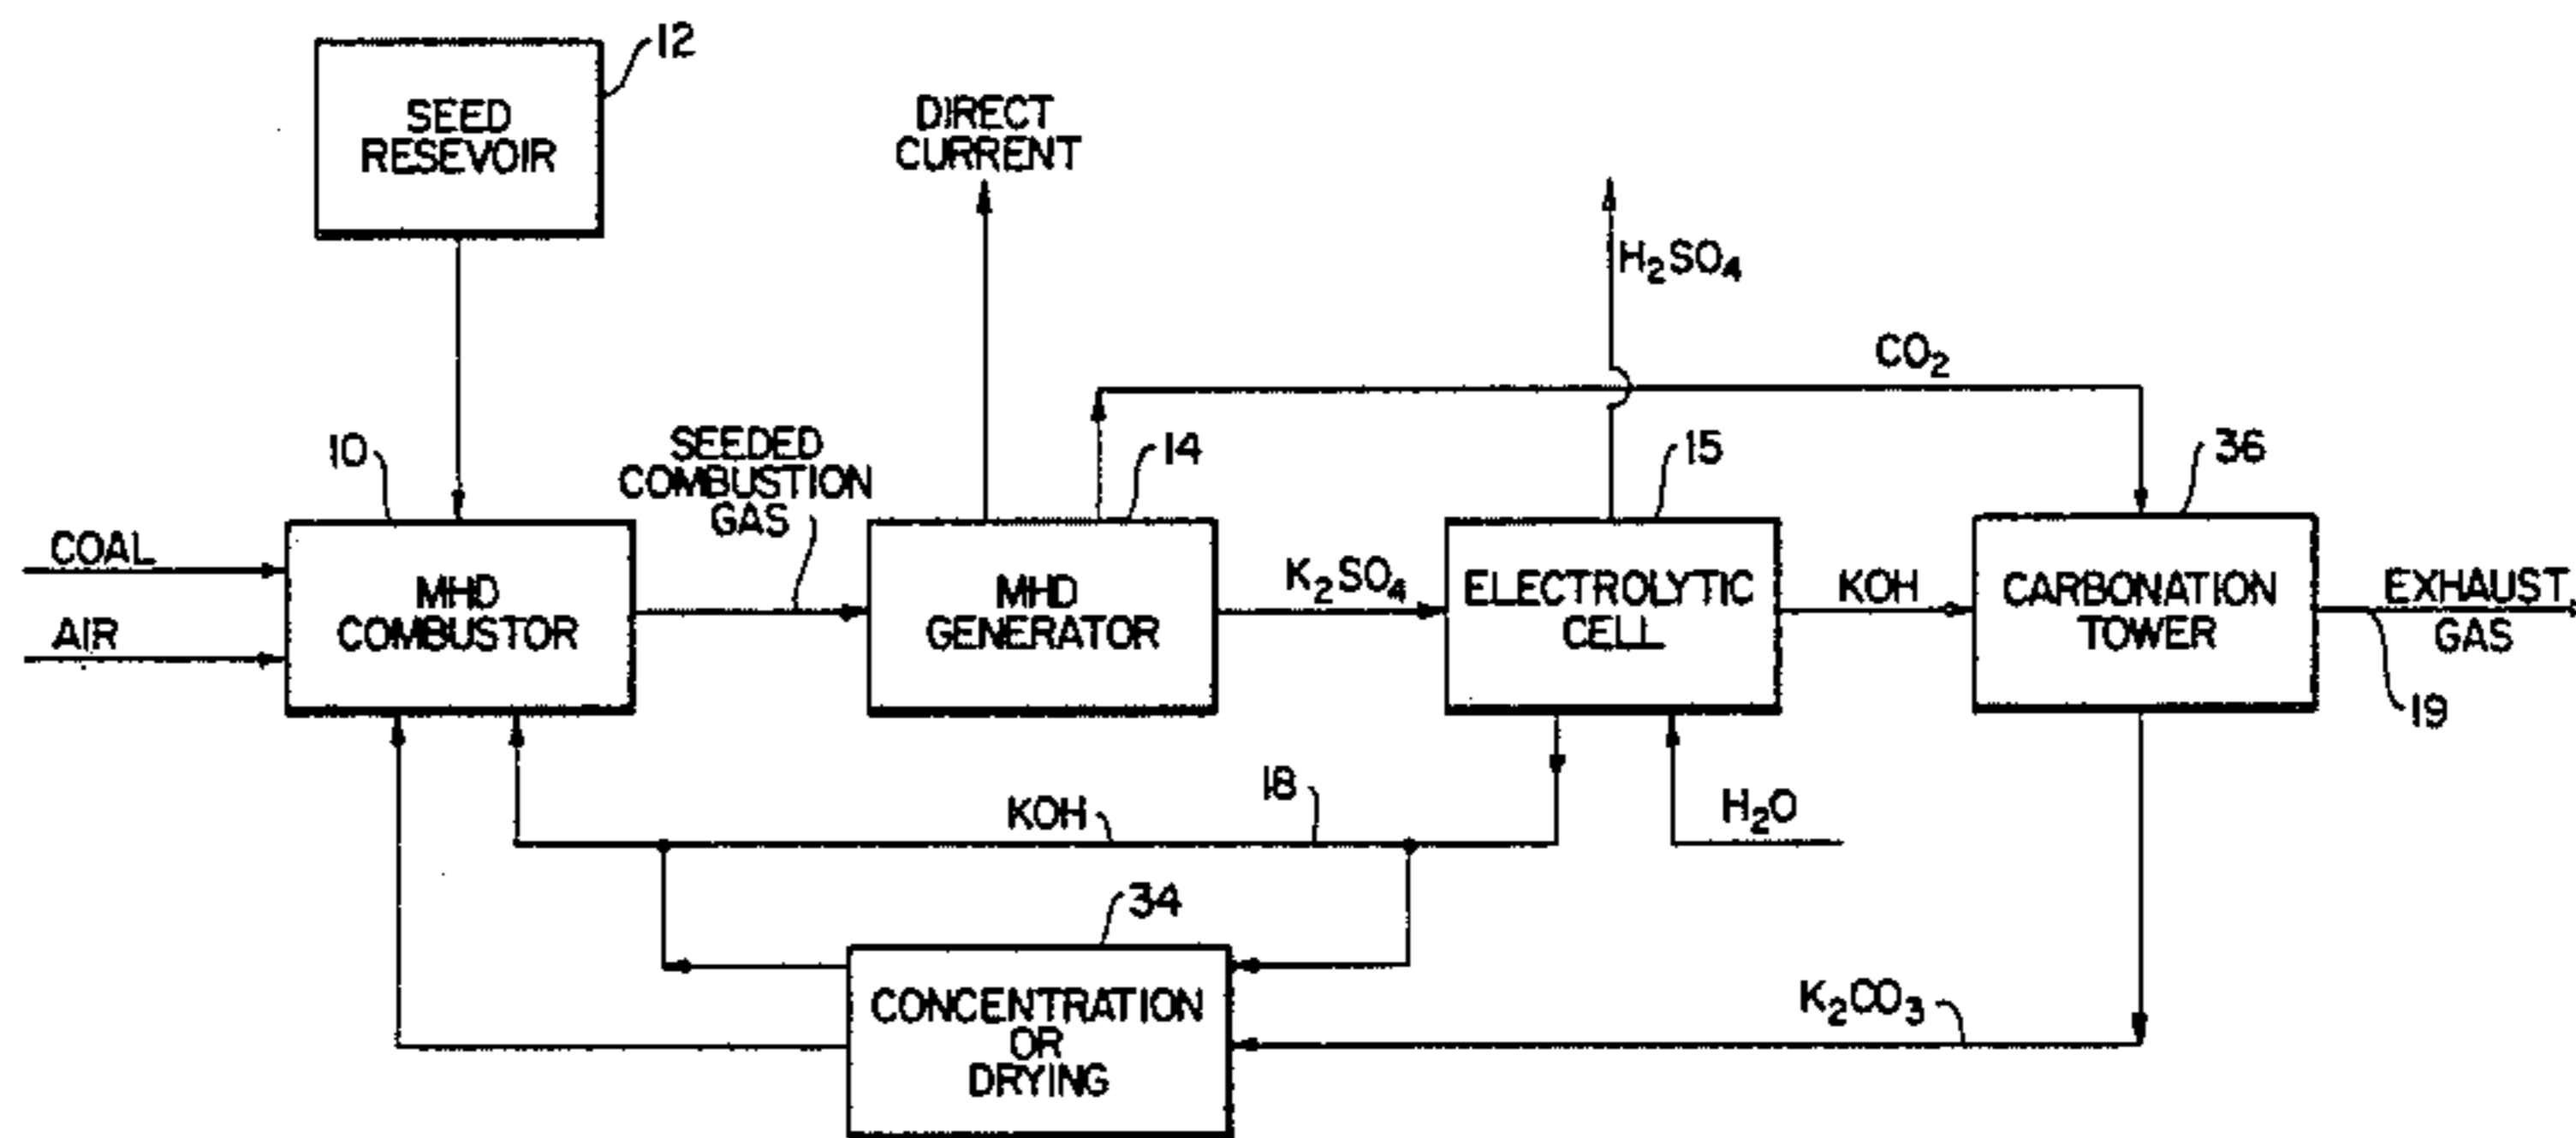 12
SEED
RESEVOIR
DIRECT
CURRENT
H₂SO₄
CO₂
10
SEEDED
COMBUSTION
GAS
14
15
36
COAL
AIR
MHD
COMBUSTOR
MHD
GENERATOR
K₂SO₄
ELECTROLYTIC
CELL
KOH
CARBONATION
TOWER
EXHAUST
GAS
19
KOH
18
H₂O
34
CONCENTRATION
OR
DRYING
K₂CO₃